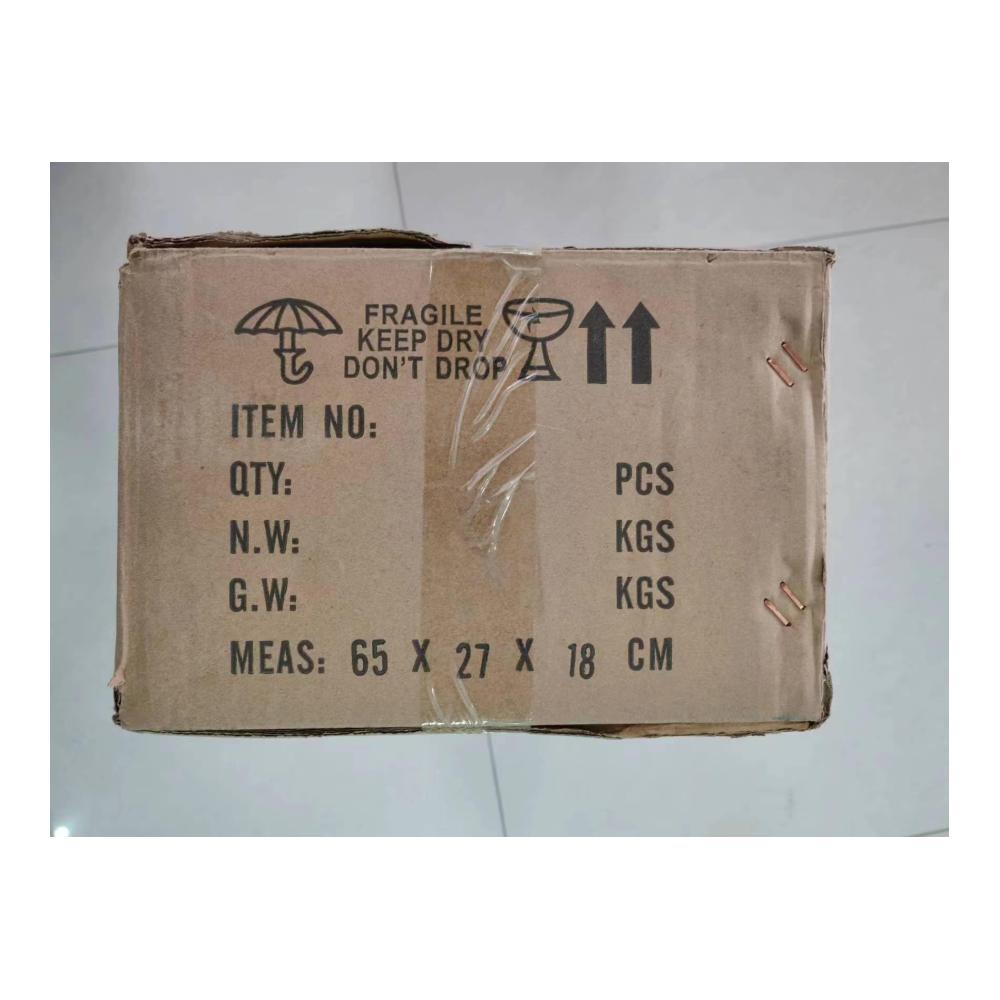 FRAGILE
KEEP DRY
DON'T DROP
ITEM NO:
QTY: PCS
N.W: KGS
G.W: KGS
MEAS: 65 X 27 X 18 CM